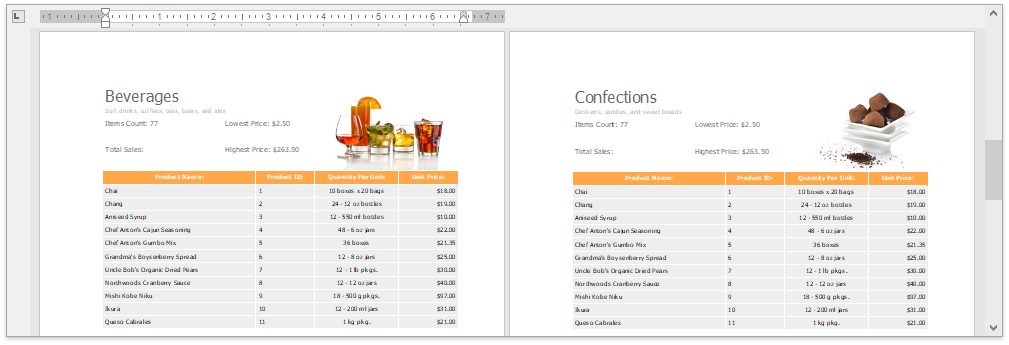 1 1 2 3 4 5 6 7
Beverages
Soft drinks, coffees, teas, beers, and ales
Items Count: 77 Lowest Price: $2.50
Total Sales: Highest Price: $263.50
Product Name: Product ID: Quantity Per Unit: Unit Price:
Chai 1 10 boxes x 20 bags $18.00
Chang 2 24 - 12 oz bottles $19.00
Aniseed Syrup 3 12 - 550 ml bottles $10.00
Chef Anton's Cajun Seasoning 4 48 - 6 oz jars $22.00
Chef Anton's Gumbo Mix 5 36 boxes $21.35
Grandma's Boysenberry Spread 6 12 - 8 oz jars $25.00
Uncle Bob's Organic Dried Pears 7 12 - 1 lb pkgs. $30.00
Northwoods Cranberry Sauce 8 12 - 12 oz jars $40.00
Mishi Kobe Niku 9 18 - 500 g pkgs. $97.00
Ikura 10 12 - 200 ml jars $31.00
Queso Cabrales 11 1 kg pkg. $21.00
Confections
Desserts, candies, and sweet breads
Items Count: 77 Lowest Price: $2.50
Total Sales: Highest Price: $263.50
Product Name: Product ID: Quantity Per Unit: Unit Price:
Chai 1 10 boxes x 20 bags $18.00
Chang 2 24 - 12 oz bottles $19.00
Aniseed Syrup 3 12 - 550 ml bottles $10.00
Chef Anton's Cajun Seasoning 4 48 - 6 oz jars $22.00
Chef Anton's Gumbo Mix 5 36 boxes $21.35
Grandma's Boysenberry Spread 6 12 - 8 oz jars $25.00
Uncle Bob's Organic Dried Pears 7 12 - 1 lb pkgs. $30.00
Northwoods Cranberry Sauce 8 12 - 12 oz jars $40.00
Mishi Kobe Niku 9 18 - 500 g pkgs. $97.00
Ikura 10 12 - 200 ml jars $31.00
Queso Cabrales 11 1 kg pkg. $21.00